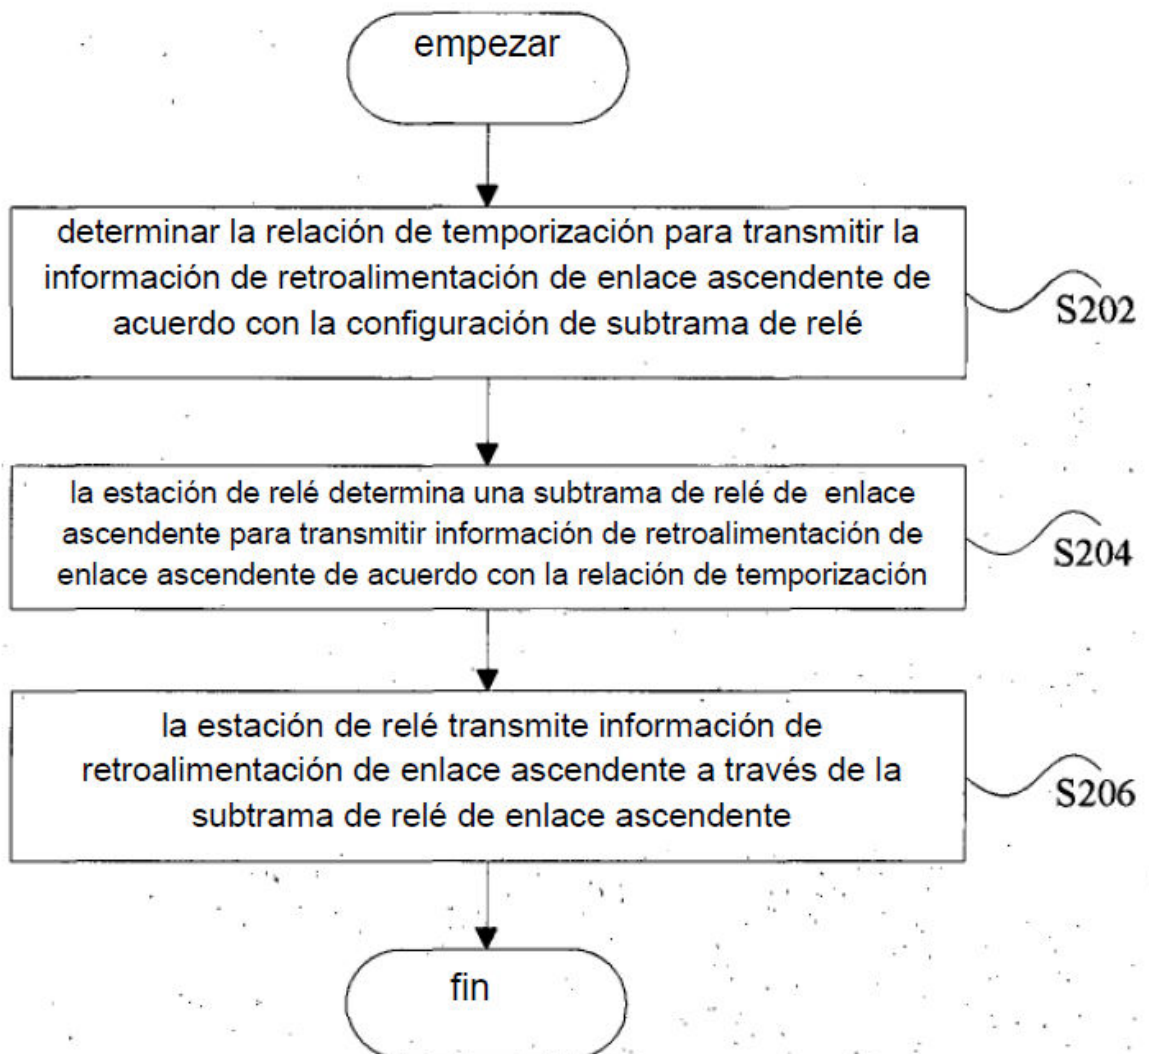 empezar
determinar la relación de temporización para transmitir la
información de retroalimentación de enlace ascendente de
acuerdo con la configuración de subtrama de relé
S202
la estación de relé determina una subtrama de relé de enlace
ascendente para transmitir información de retroalimentación de
enlace ascendente de acuerdo con la relación de temporización
S204
la estación de relé transmite información de
retroalimentación de enlace ascendente a través de la
subtrama de relé de enlace ascendente
S206
fin